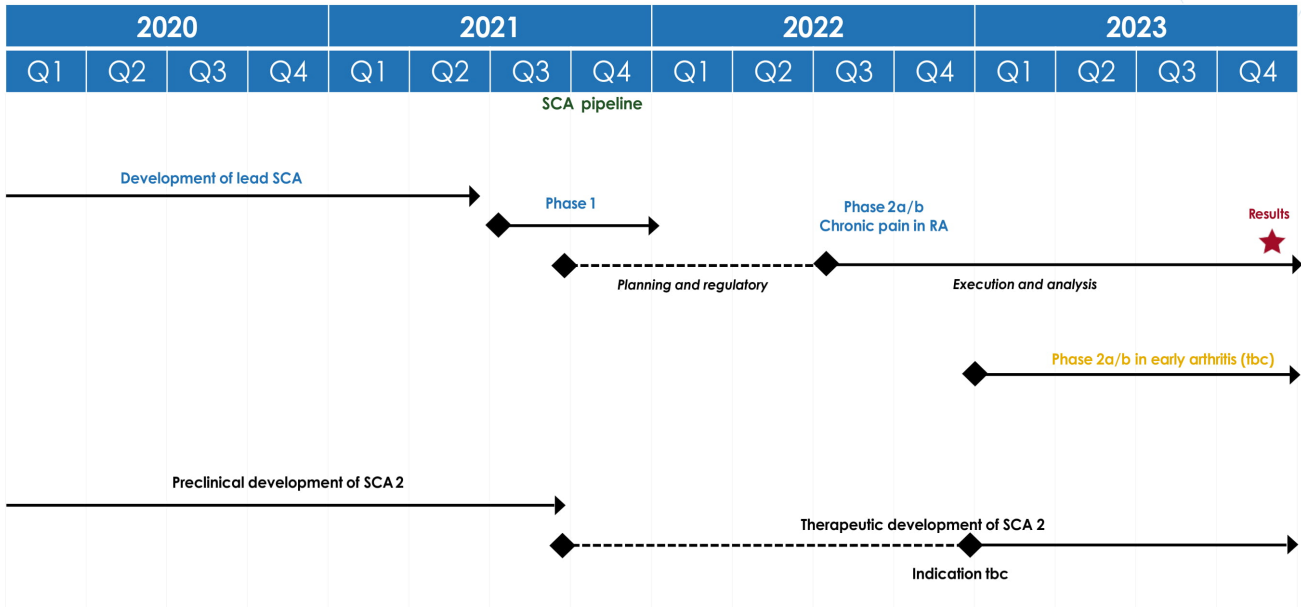 2020 2021 2022 2023
Q1 Q2 Q3 Q4 Q1 Q2 Q3 Q4 Q1 Q2 Q3 Q4 Q1 Q2 Q3 Q4
SCA pipeline
Development of lead SCA
Phase 1
Phase 2a/b
Chronic pain in RA
Results
Planning and regulatory
Execution and analysis
Phase 2a/b in early arthritis (tbc)
Preclinical development of SCA 2
Therapeutic development of SCA 2
Indication tbc